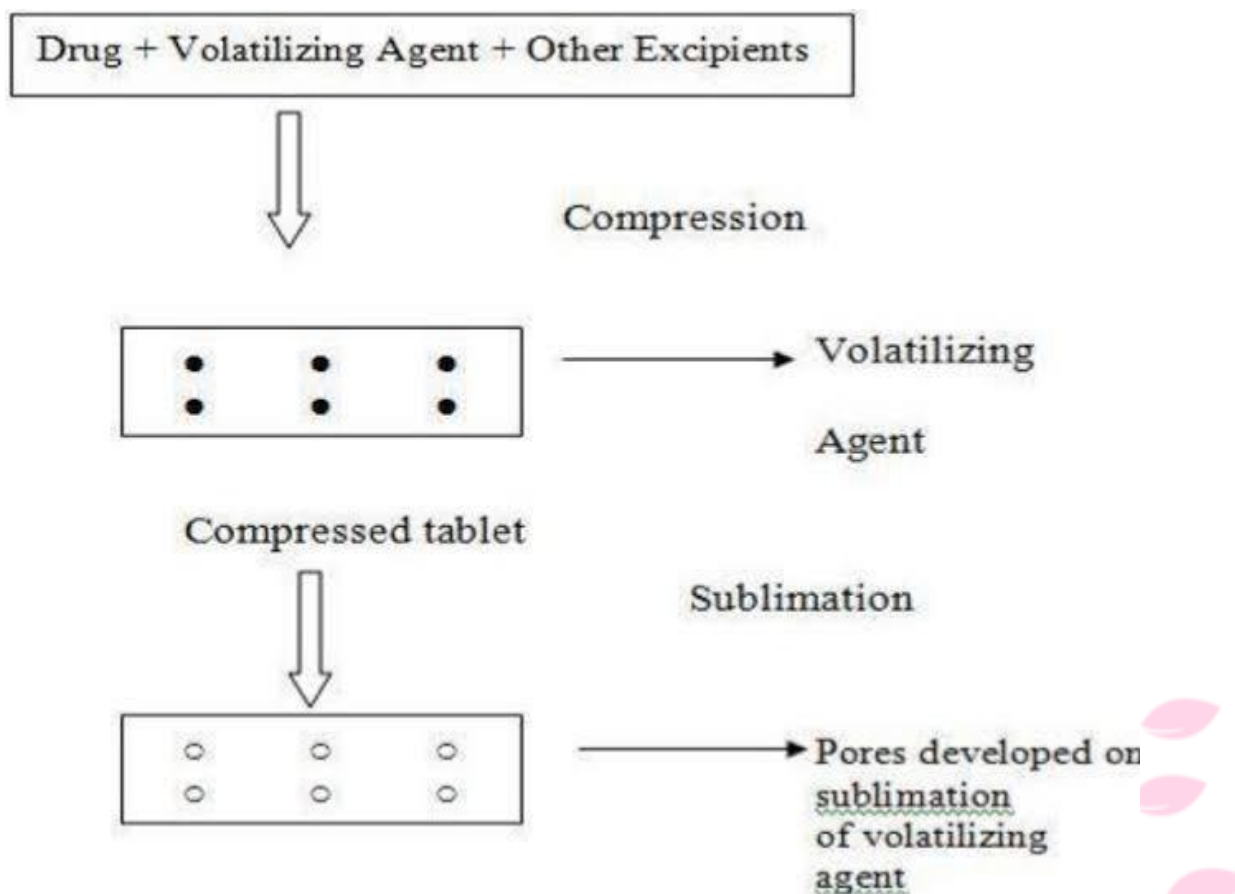 Drug + Volatilizing Agent + Other Excipients
Compression
Volatilizing
Agent
Compressed tablet
Sublimation
Pores developed on
sublimation
of volatilizing
agent